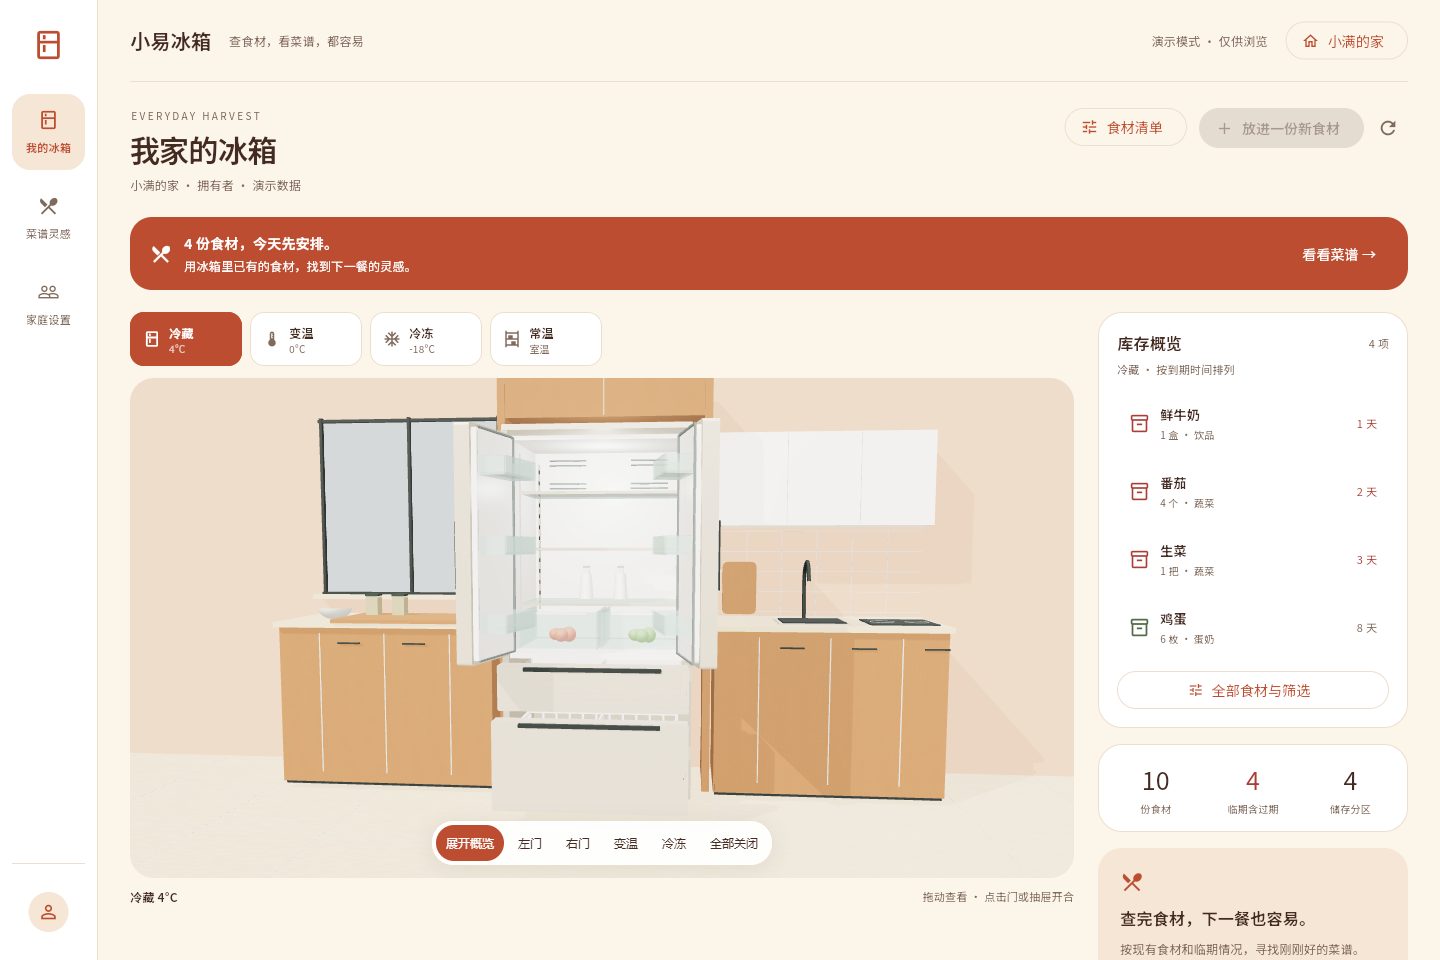 小易冰箱
查食材，看菜谱，都容易
演示模式 · 仅供浏览
小满的家
我的冰箱
菜谱灵感
家庭设置
EVERYDAY HARVEST
我家的冰箱
小满的家 · 拥有者 · 演示数据
食材清单
放进一份新食材
4 份食材，今天先安排。
用冰箱里已有的食材，找到下一餐的灵感。
看看菜谱 →
冷藏
4°C
变温
0°C
冷冻
-18°C
常温
室温
展开概览
左门
右门
变温
冷冻
全部关闭
冷藏 4°C
拖动查看 · 点击门或抽屉开合
库存概览
4 项
冷藏 · 按到期时间排列
鲜牛奶
1 盒 · 饮品
1 天
番茄
4 个 · 蔬菜
2 天
生菜
1 把 · 蔬菜
3 天
鸡蛋
6 枚 · 蛋奶
8 天
全部食材与筛选
10
份食材
4
临期含过期
4
储存分区
查完食材，下一餐也容易。
按现有食材和临期情况，寻找刚刚好的菜谱。